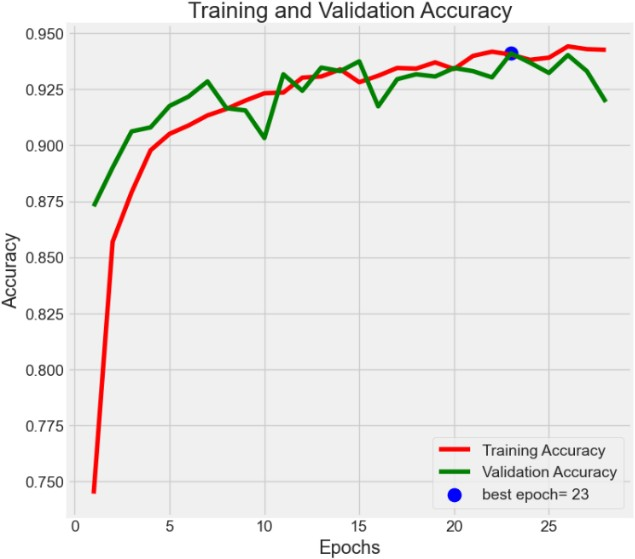 Training and Validation Accuracy
0.950
0.925
0.900
0.875
0.850
0.825
0.800
0.775
0.750
Accuracy
0 5 10 15 20 25
Epochs
Training Accuracy
Validation Accuracy
best epoch= 23